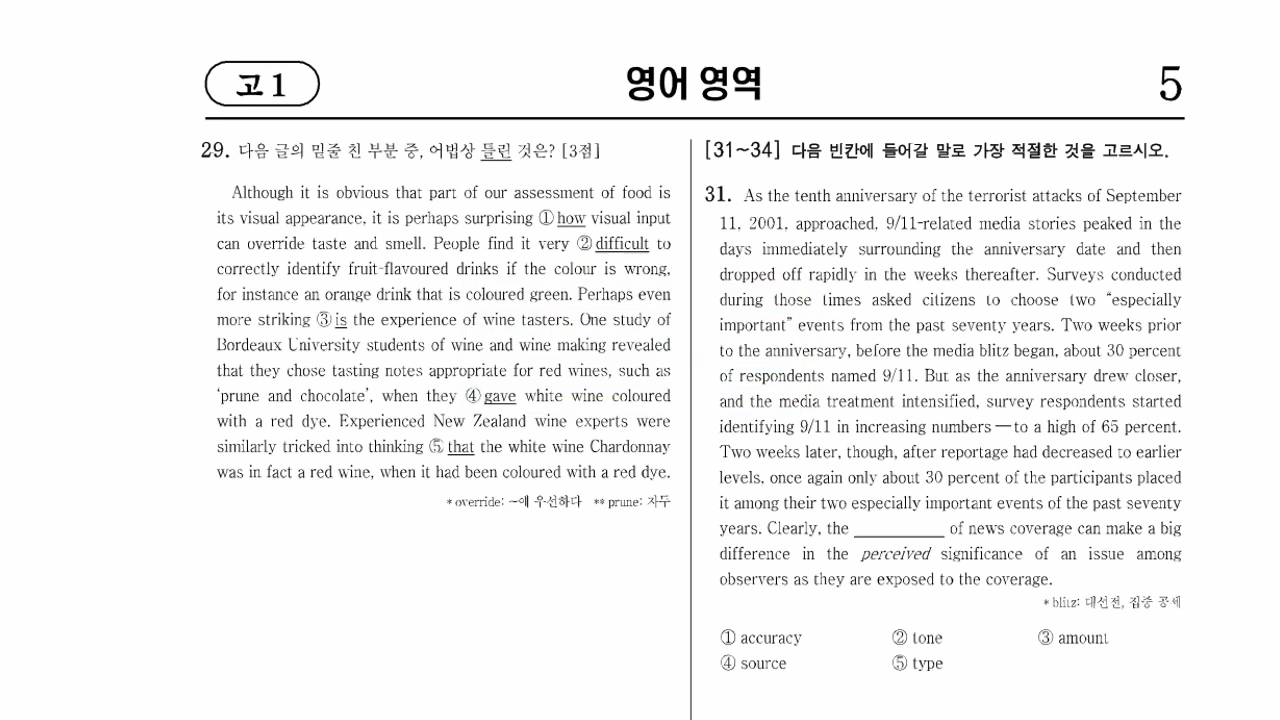 고1
영어 영역
5
29. 다음 글의 밑줄 친 부분 중, 어법상 틀린 것은? [3점]
Although it is obvious that part of our assessment of food is
its visual appearance, it is perhaps surprising ① how visual input
can override taste and smell. People find it very ② difficult to
correctly identify fruit-flavoured drinks if the colour is wrong,
for instance an orange drink that is coloured green. Perhaps even
more striking ③ is the experience of wine tasters. One study of
Bordeaux University students of wine and wine making revealed
that they chose tasting notes appropriate for red wines, such as
‘prune and chocolate’, when they ④ gave white wine coloured
with a red dye. Experienced New Zealand wine experts were
similarly tricked into thinking ⑤ that the white wine Chardonnay
was in fact a red wine, when it had been coloured with a red dye.
* override: ~에 우선하다 ** prune: 자두
[31~34] 다음 빈칸에 들어갈 말로 가장 적절한 것을 고르시오.
31. As the tenth anniversary of the terrorist attacks of September
11, 2001, approached, 9/11-related media stories peaked in the
days immediately surrounding the anniversary date and then
dropped off rapidly in the weeks thereafter. Surveys conducted
during those times asked citizens to choose two “especially
important” events from the past seventy years. Two weeks prior
to the anniversary, before the media blitz began, about 30 percent
of respondents named 9/11. But as the anniversary drew closer,
and the media treatment intensified, survey respondents started
identifying 9/11 in increasing numbers — to a high of 65 percent.
Two weeks later, though, after reportage had decreased to earlier
levels, once again only about 30 percent of the participants placed
it among their two especially important events of the past seventy
years. Clearly, the __________ of news coverage can make a big
difference in the perceived significance of an issue among
observers as they are exposed to the coverage.
* blitz: 대선전, 집중 공세
① accuracy ② tone ③ amount
④ source ⑤ type